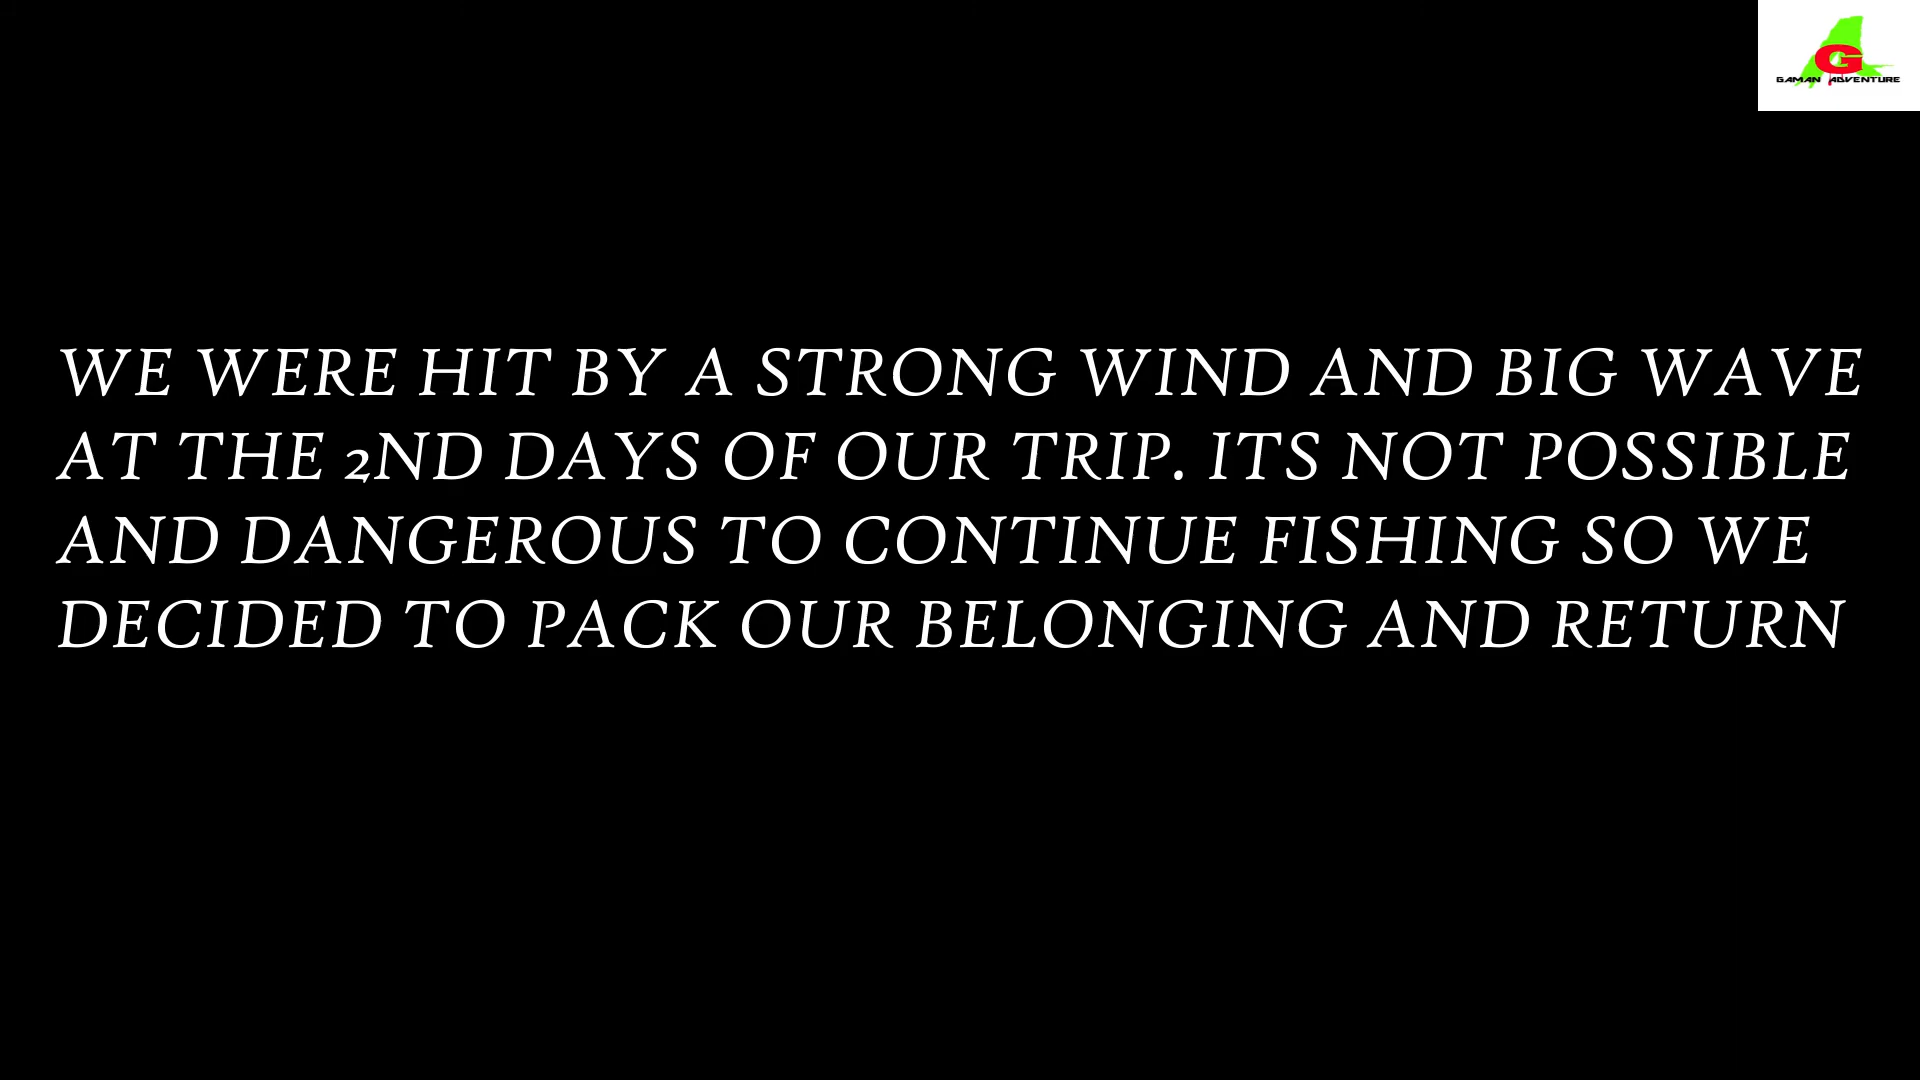 G
GAMAN ADVENTURE
WE WERE HIT BY A STRONG WIND AND BIG WAVE
AT THE 2ND DAYS OF OUR TRIP. ITS NOT POSSIBLE
AND DANGEROUS TO CONTINUE FISHING SO WE
DECIDED TO PACK OUR BELONGING AND RETURN